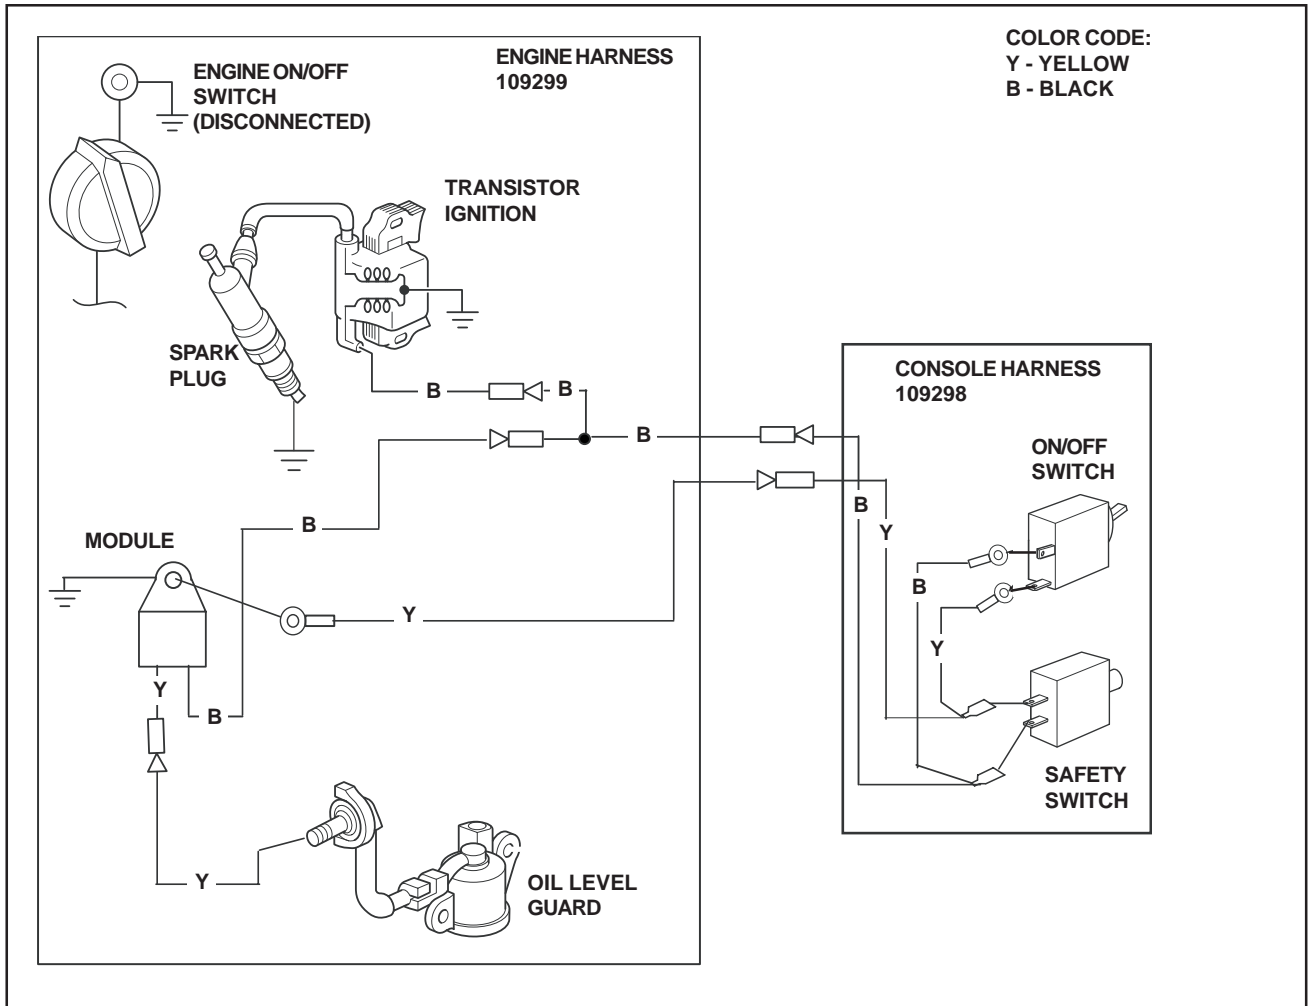 COLOR CODE:
Y - YELLOW
B - BLACK
ENGINE HARNESS
109299
ENGINE ON/OFF
SWITCH
(DISCONNECTED)
TRANSISTOR
IGNITION
SPARK
PLUG
B
B
B
CONSOLE HARNESS
109298
ON/OFF
SWITCH
B
Y
B
MODULE
B
Y
Y
Y
B
SAFETY
SWITCH
Y
OIL LEVEL
GUARD